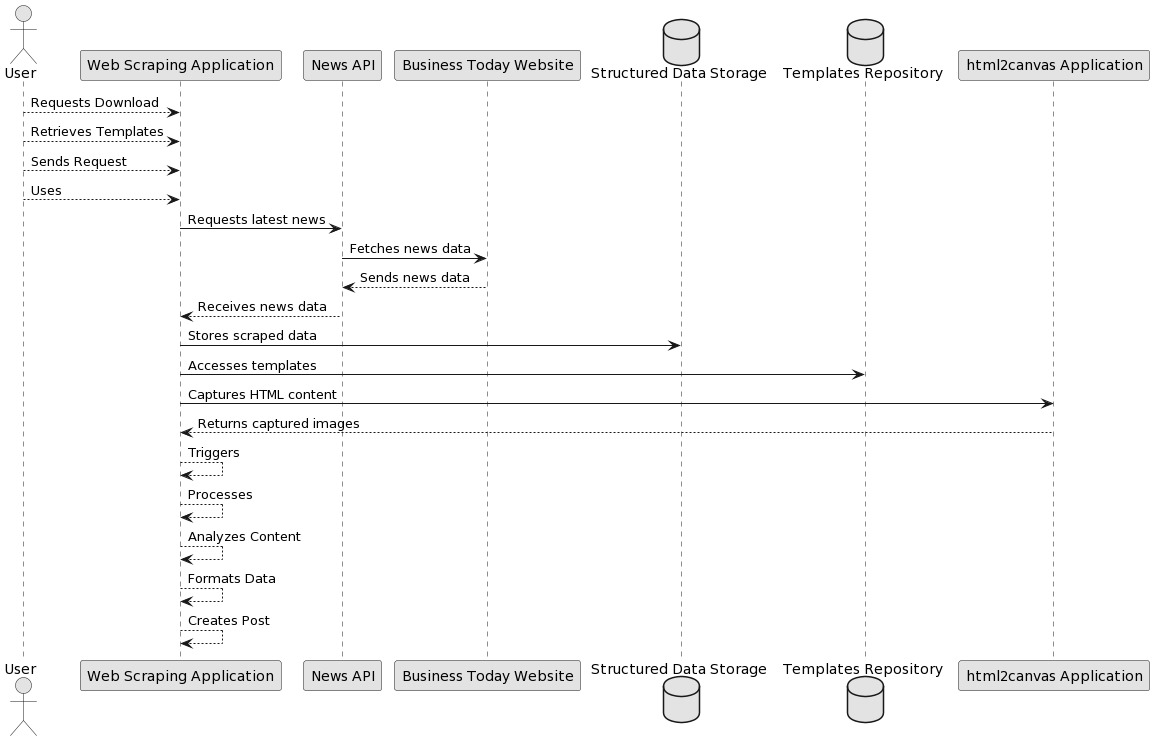 User
Web Scraping Application
News API
Business Today Website
Structured Data Storage
Templates Repository
html2canvas Application
Requests Download
Retrieves Templates
Sends Request
Uses
Requests latest news
Fetches news data
Sends news data
Receives news data
Stores scraped data
Accesses templates
Captures HTML content
Returns captured images
Triggers
Processes
Analyzes Content
Formats Data
Creates Post
User
Web Scraping Application
News API
Business Today Website
Structured Data Storage
Templates Repository
html2canvas Application